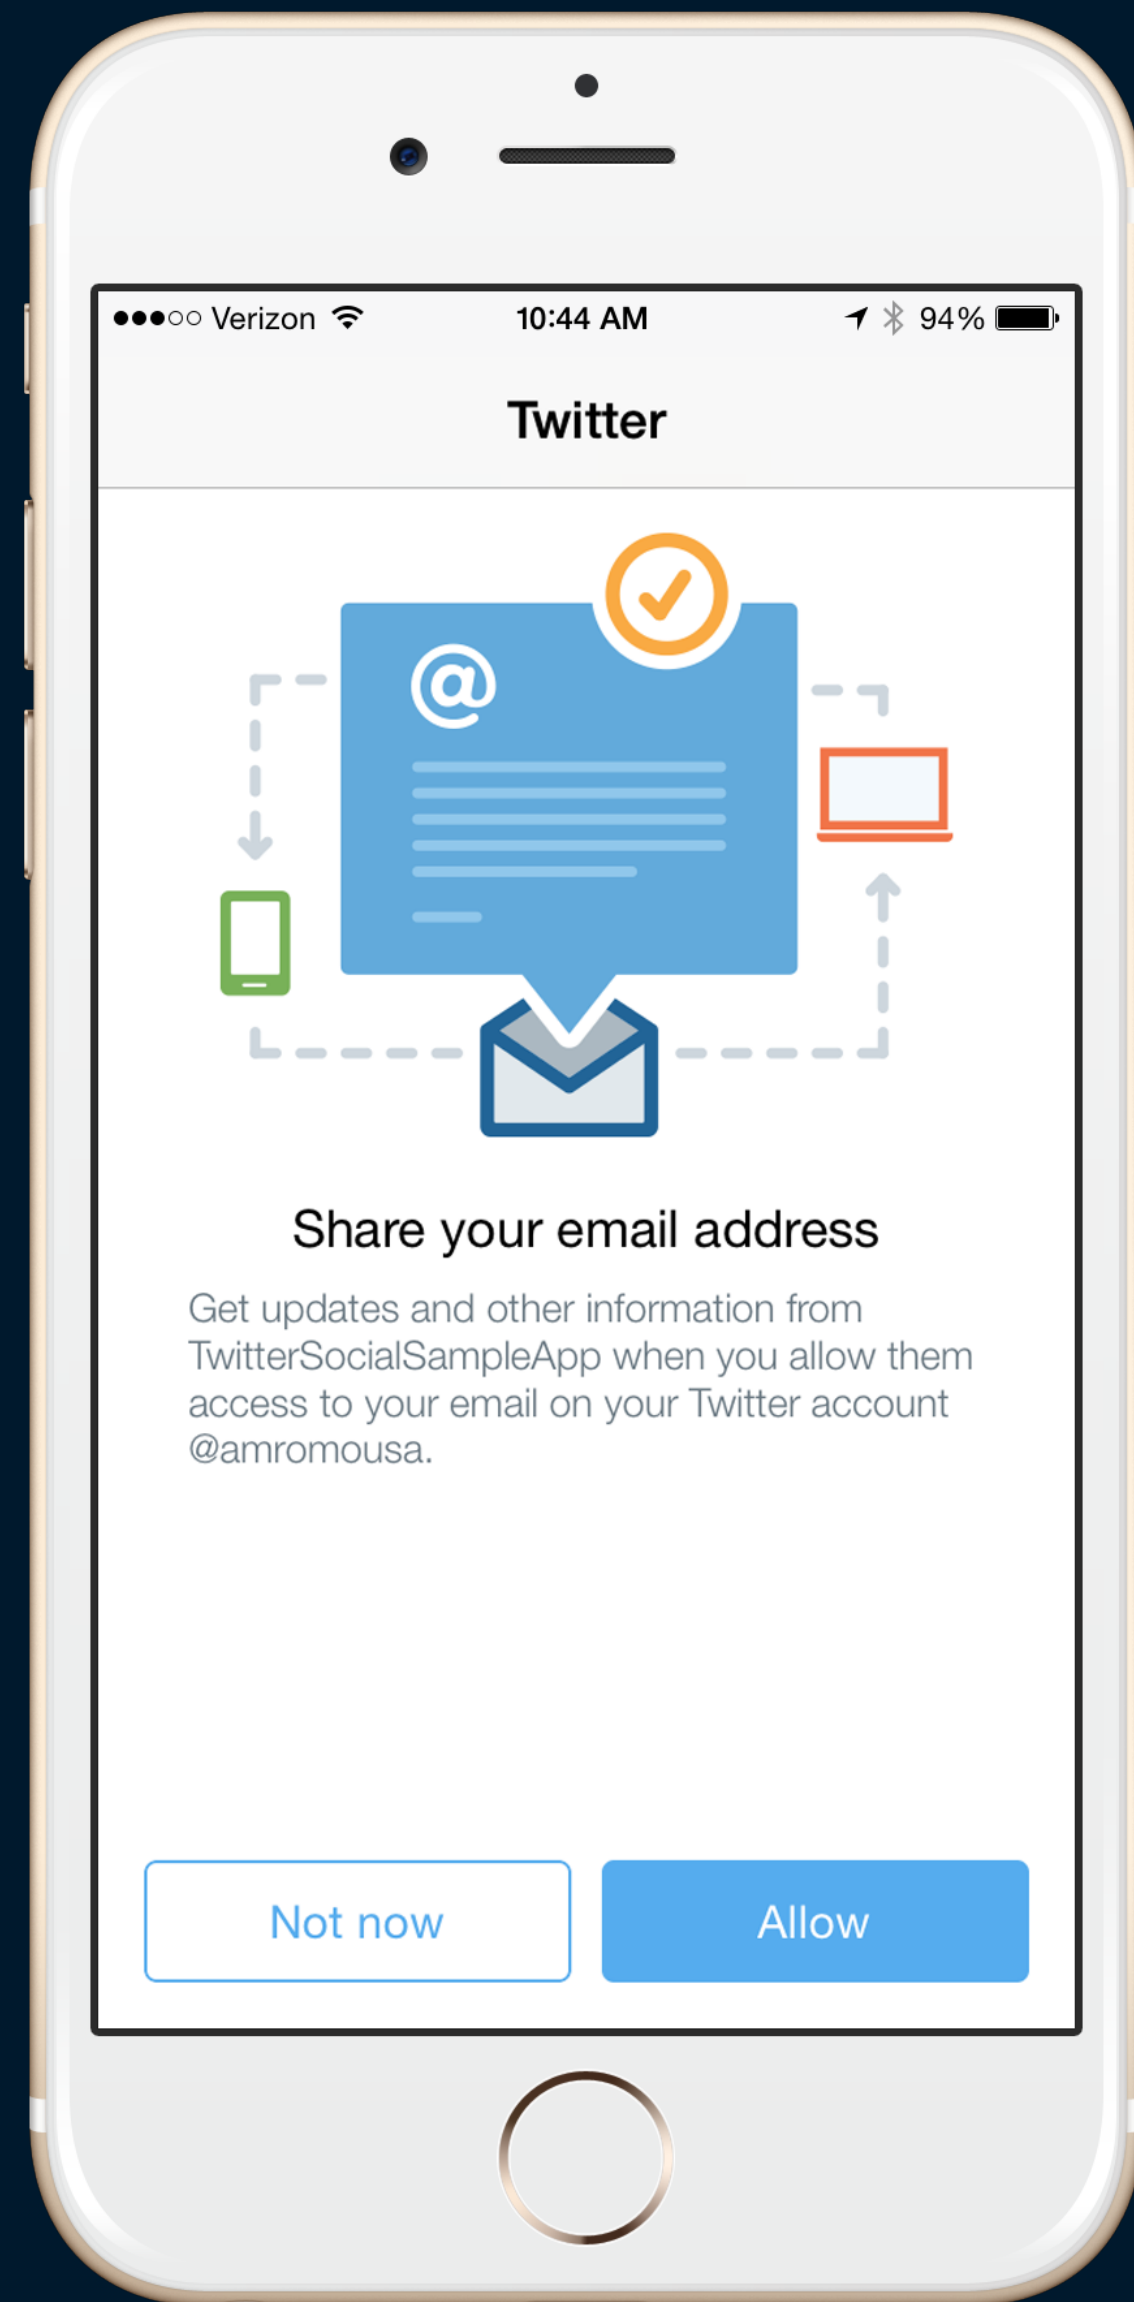 Verizon 10:44 AM 94%
Twitter
@
Share your email address
Get updates and other information from
TwitterSocialSampleApp when you allow them
access to your email on your Twitter account
@amromousa.
Not now Allow